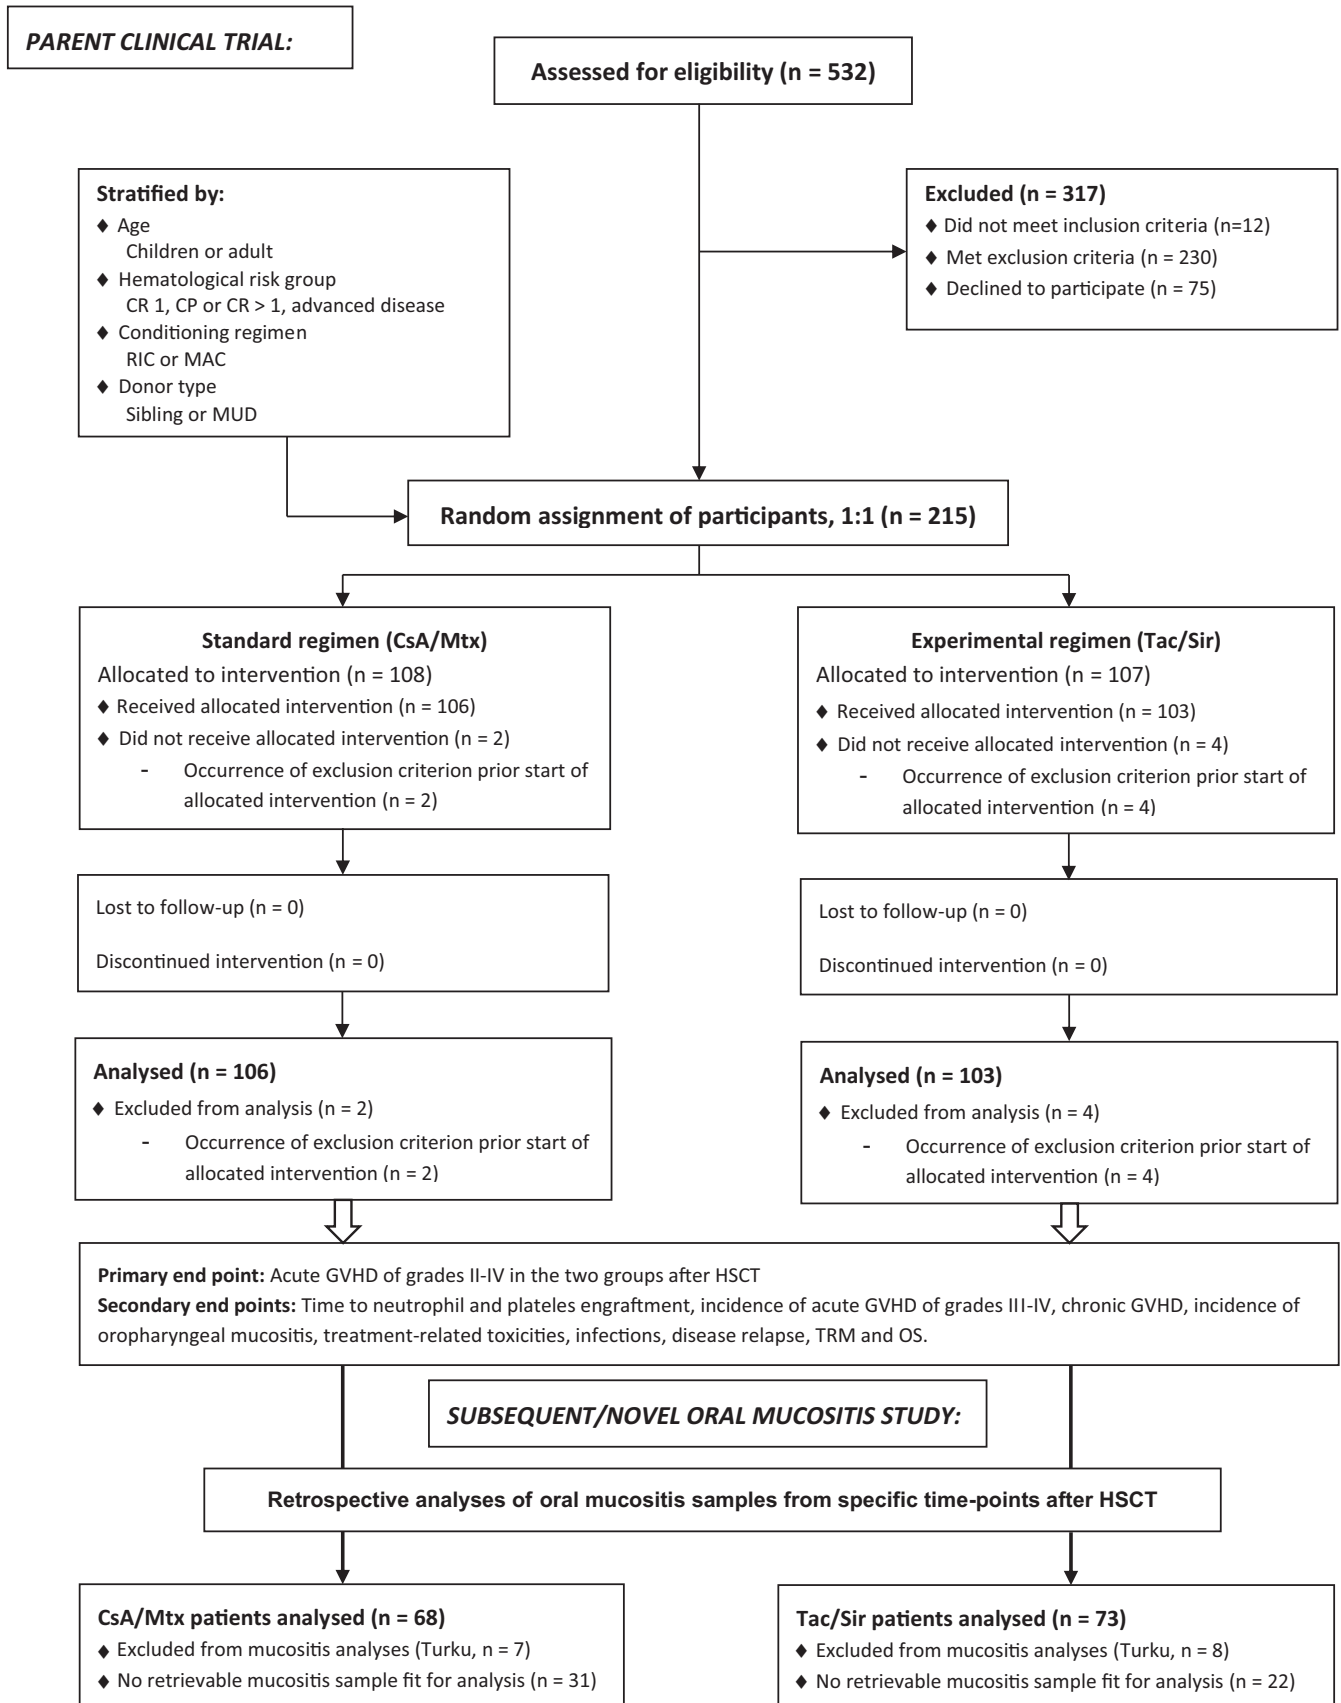 PARENT CLINICAL TRIAL:
Assessed for eligibility (n = 532)
Stratified by:
♦ Age
Children or adult
♦ Hematological risk group
CR 1, CP or CR > 1, advanced disease
♦ Conditioning regimen
RIC or MAC
♦ Donor type
Sibling or MUD
Excluded (n = 317)
♦ Did not meet inclusion criteria (n=12)
♦ Met exclusion criteria (n = 230)
♦ Declined to participate (n = 75)
Random assignment of participants, 1:1 (n = 215)
Standard regimen (CsA/Mtx)
Allocated to intervention (n = 108)
♦ Received allocated intervention (n = 106)
♦ Did not receive allocated intervention (n = 2)
- Occurrence of exclusion criterion prior start of
allocated intervention (n = 2)
Experimental regimen (Tac/Sir)
Allocated to intervention (n = 107)
♦ Received allocated intervention (n = 103)
♦ Did not receive allocated intervention (n = 4)
- Occurrence of exclusion criterion prior start of
allocated intervention (n = 4)
Lost to follow-up (n = 0)
Discontinued intervention (n = 0)
Lost to follow-up (n = 0)
Discontinued intervention (n = 0)
Analysed (n = 106)
♦ Excluded from analysis (n = 2)
- Occurrence of exclusion criterion prior start of
allocated intervention (n = 2)
Analysed (n = 103)
♦ Excluded from analysis (n = 4)
- Occurrence of exclusion criterion prior start of
allocated intervention (n = 4)
Primary end point: Acute GVHD of grades II-IV in the two groups after HSCT
Secondary end points: Time to neutrophil and plateles engraftment, incidence of acute GVHD of grades III-IV, chronic GVHD, incidence of
oropharyngeal mucositis, treatment-related toxicities, infections, disease relapse, TRM and OS.
SUBSEQUENT/NOVEL ORAL MUCOSITIS STUDY:
Retrospective analyses of oral mucositis samples from specific time-points after HSCT
CsA/Mtx patients analysed (n = 68)
♦ Excluded from mucositis analyses (Turku, n = 7)
♦ No retrievable mucositis sample fit for analysis (n = 31)
Tac/Sir patients analysed (n = 73)
♦ Excluded from mucositis analyses (Turku, n = 8)
♦ No retrievable mucositis sample fit for analysis (n = 22)